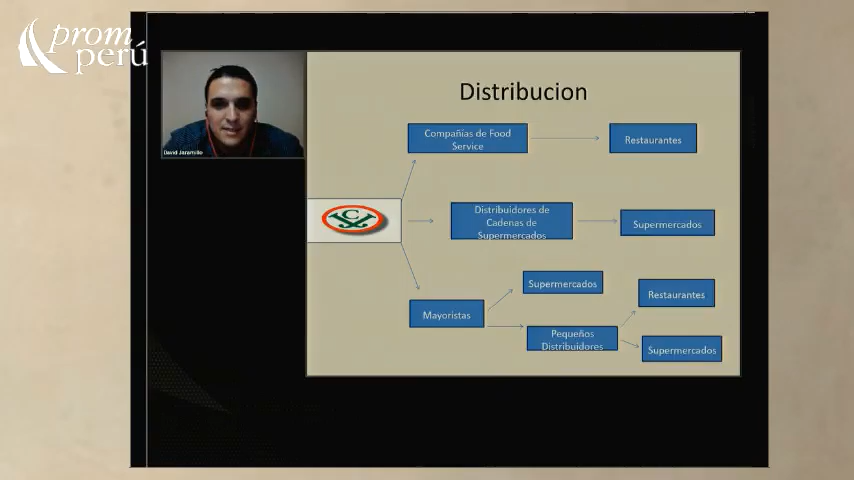 prom
perú
David Jaramillo
Distribucion
Compañías de Food
Service
Restaurantes
Distribuidores de
Cadenas de
Supermercados
Supermercados
Mayoristas
Supermercados
Pequeños
Distribuidores
Restaurantes
Supermercados